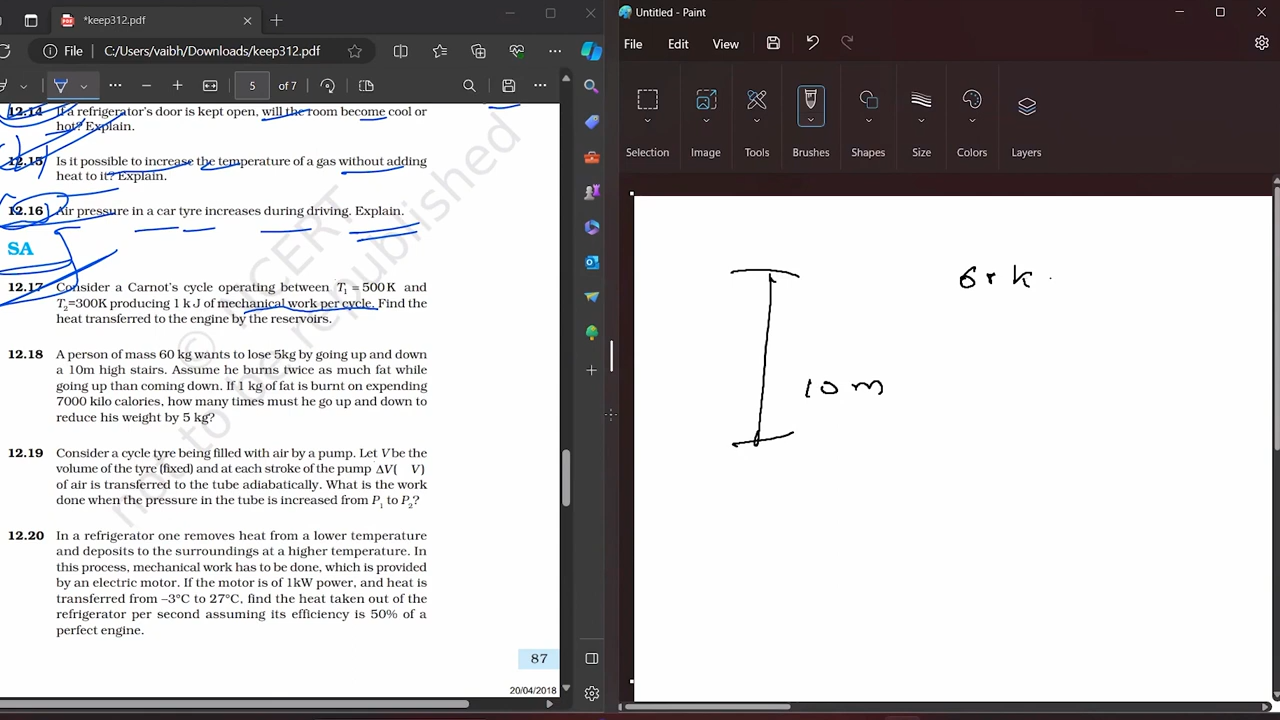 *keep312.pdf
Untitled - Paint
File C:/Users/vaibh/Downloads/keep312.pdf
File Edit View
5 of 7
Selection Image Tools Brushes Shapes Size Colors Layers
12.14 If a refrigerator's door is kept open, will the room become cool or
hot? Explain.
12.15 Is it possible to increase the temperature of a gas without adding
heat to it? Explain.
12.16 Air pressure in a car tyre increases during driving. Explain.
SA
12.17 Consider a Carnot's cycle operating between T1 = 500K and
T2=300K producing 1 k J of mechanical work per cycle. Find the
heat transferred to the engine by the reservoirs.
12.18 A person of mass 60 kg wants to lose 5kg by going up and down
a 10m high stairs. Assume he burns twice as much fat while
going up than coming down. If 1 kg of fat is burnt on expending
7000 kilo calories, how many times must he go up and down to
reduce his weight by 5 kg?
12.19 Consider a cycle tyre being filled with air by a pump. Let V be the
volume of the tyre (fixed) and at each stroke of the pump ΔV( V)
of air is transferred to the tube adiabatically. What is the work
done when the pressure in the tube is increased from P1 to P2?
12.20 In a refrigerator one removes heat from a lower temperature
and deposits to the surroundings at a higher temperature. In
this process, mechanical work has to be done, which is provided
by an electric motor. If the motor is of 1kW power, and heat is
transferred from –3°C to 27°C, find the heat taken out of the
refrigerator per second assuming its efficiency is 50% of a
perfect engine.
87
20/04/2018
© NCERT
not to be republished
10 m